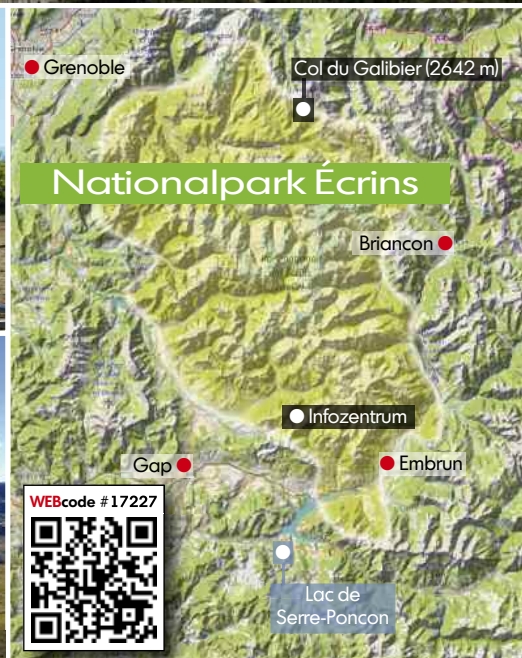 Grenoble
Col du Galibier (2642 m)
Nationalpark Écrins
Briancon
Infozentrum
Gap
Embrun
WEBcode #17227
Lac de
Serre-Poncon